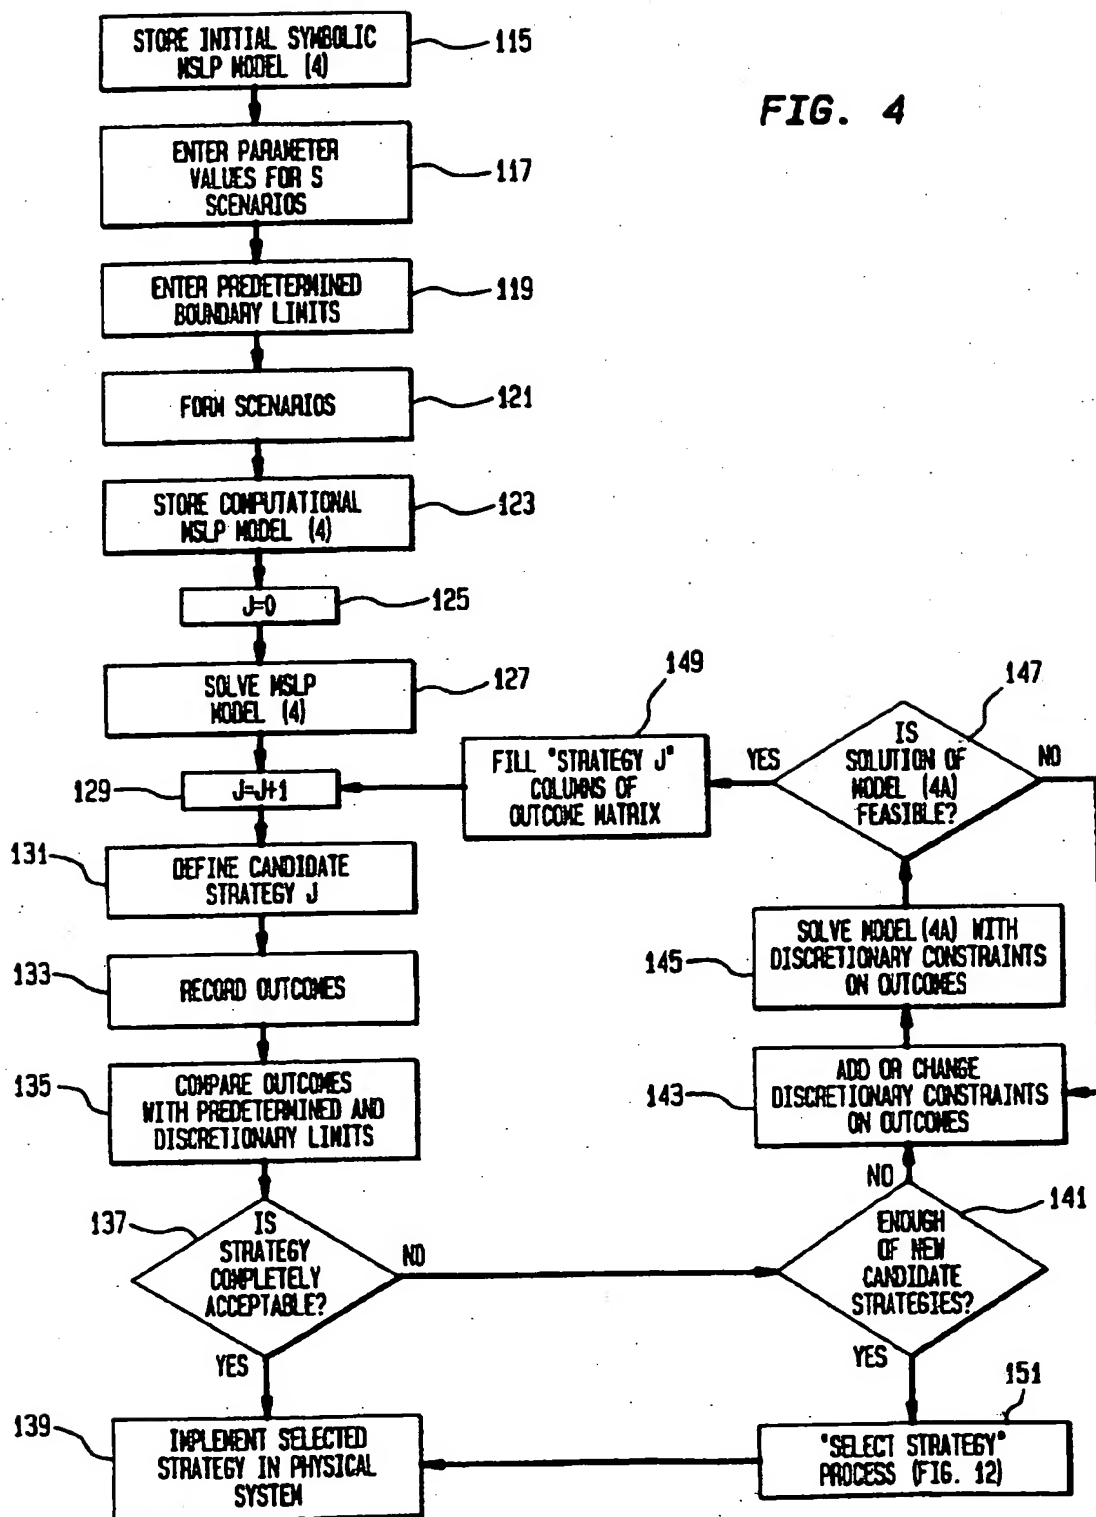 STORE INITIAL SYMBOLIC
MSLP MODEL (4)
115
FIG. 4
ENTER PARAMETER
VALUES FOR S
SCENARIOS
117
ENTER PREDETERMINED
BOUNDARY LIMITS
119
FORM SCENARIOS
121
STORE COMPUTATIONAL
MSLP MODEL (4)
123
J=0
125
SOLVE MSLP
MODEL (4)
127
J=J+1
129
DEFINE CANDIDATE
STRATEGY J
131
RECORD OUTCOMES
133
COMPARE OUTCOMES
WITH PREDETERMINED AND
DISCRETIONARY LIMITS
135
IS
STRATEGY
COMPLETELY
ACCEPTABLE?
137
NO
YES
IMPLEMENT SELECTED
STRATEGY IN PHYSICAL
SYSTEM
139
ENOUGH
OF NEW
CANDIDATE
STRATEGIES?
141
NO
YES
ADD OR CHANGE
DISCRETIONARY CONSTRAINTS
ON OUTCOMES
143
SOLVE MODEL (4A) WITH
DISCRETIONARY CONSTRAINTS
ON OUTCOMES
145
IS
SOLUTION OF
MODEL (4A)
FEASIBLE?
147
YES
NO
FILL "STRATEGY J"
COLUMNS OF
OUTCOME MATRIX
149
"SELECT STRATEGY"
PROCESS (FIG. 12)
151